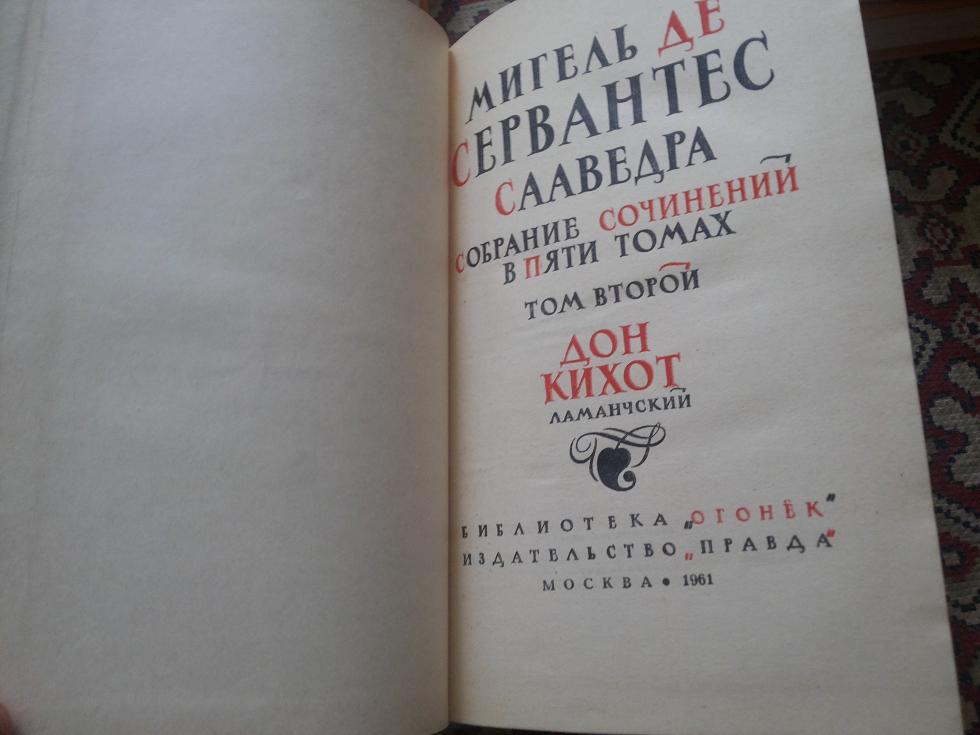 МИГЕЛЬ ДЕ
СЕРВАНТЕС
СААВЕДРА
СОБРАНИЕ СОЧИНЕНИЙ
В ПЯТИ ТОМАХ
ТОМ ВТОРОЙ
ДОН
КИХОТ
ЛАМАНЧСКИЙ
БИБЛИОТЕКА „ОГОНЁК"
ИЗДАТЕЛЬСТВО „ПРАВДА"
МОСКВА • 1961